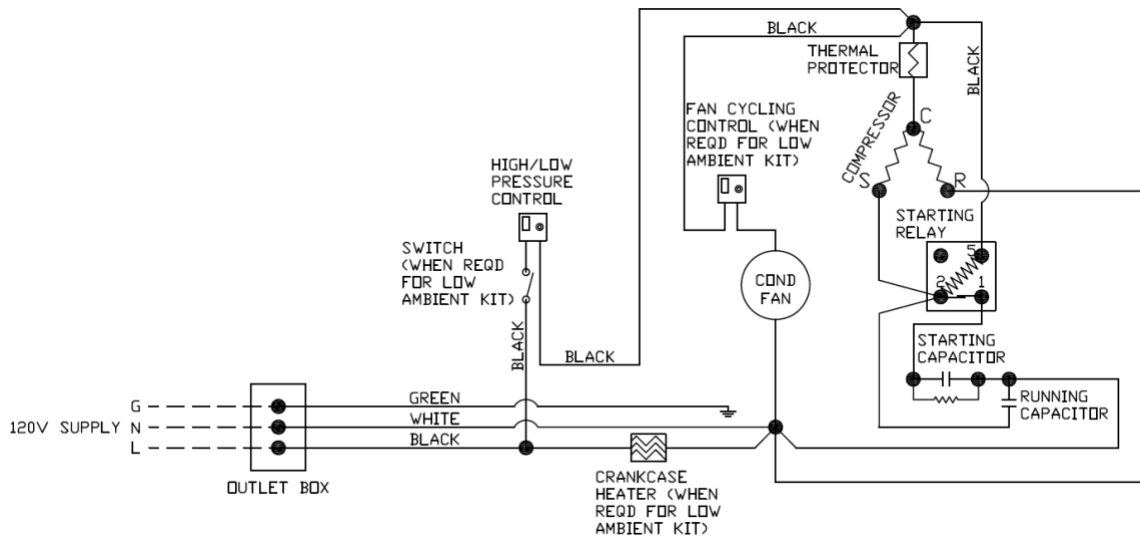 BLACK
THERMAL
PROTECTOR
BLACK
COMPRESSOR
C
S
R
FAN CYCLING
CONTROL (WHEN
REQD FOR LOW
AMBIENT KIT)
HIGH/LOW
PRESSURE
CONTROL
STARTING
RELAY
5
2
1
SWITCH
(WHEN REQD
FOR LOW
AMBIENT KIT)
COND
FAN
BLACK
BLACK
STARTING
CAPACITOR
RUNNING
CAPACITOR
120V SUPPLY
G
N
L
GREEN
WHITE
BLACK
OUTLET BOX
CRANKCASE
HEATER (WHEN
REQD FOR LOW
AMBIENT KIT)